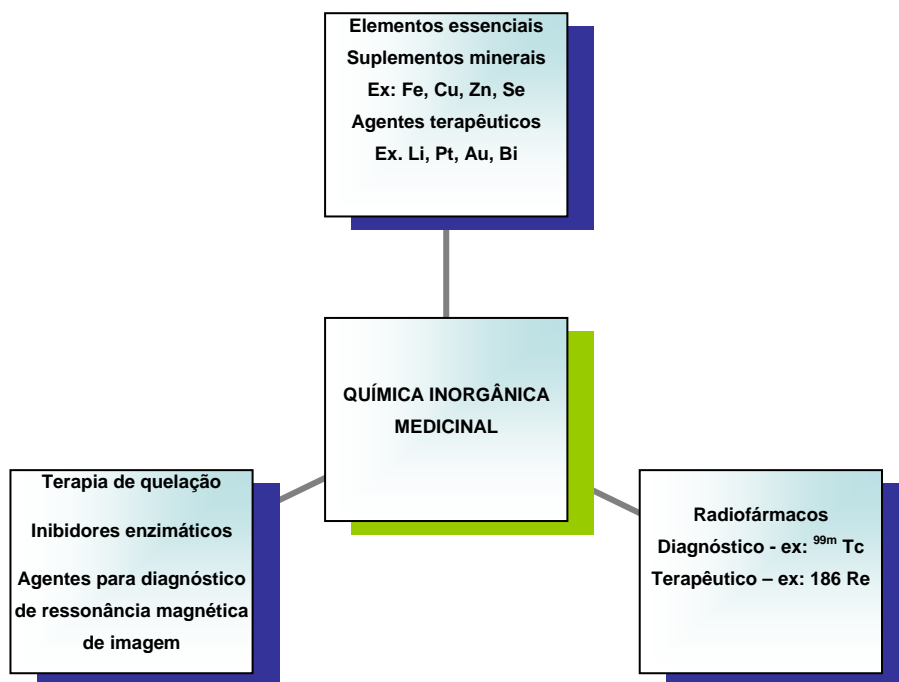 Elementos essenciais
Suplementos minerais
Ex: Fe, Cu, Zn, Se
Agentes terapêuticos
Ex. Li, Pt, Au, Bi
QUÍMICA INORGÂNICA
MEDICINAL
Terapia de quelação
Inibidores enzimáticos
Agentes para diagnóstico
de ressonância magnética
de imagem
Radiofármacos
Diagnóstico - ex: 99m Tc
Terapêutico – ex: 186 Re